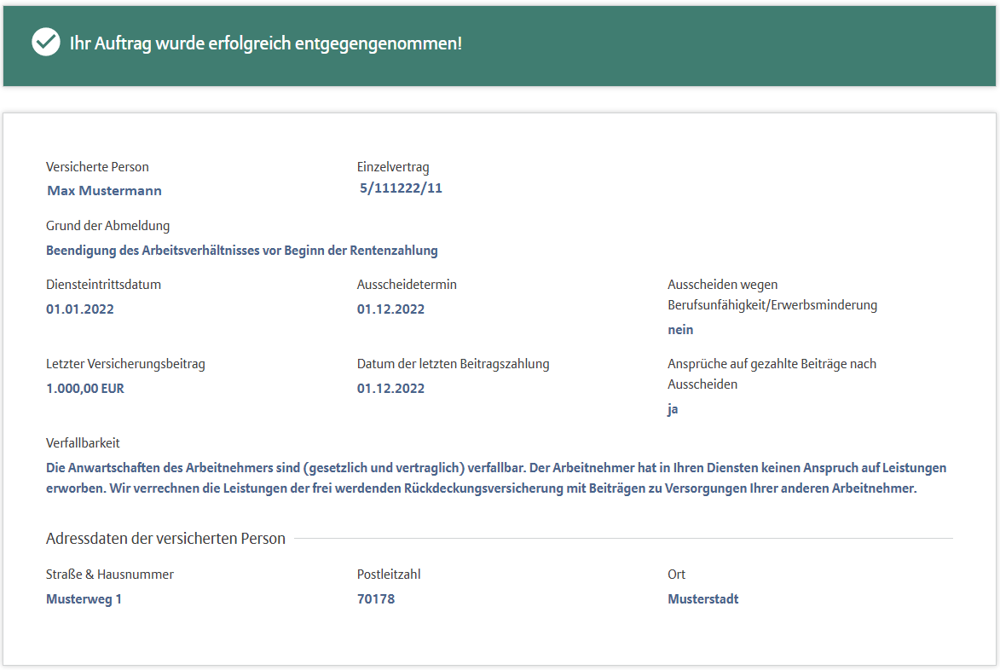 Ihr Auftrag wurde erfolgreich entgegengenommen!
Versicherte Person
Einzelvertrag
Max Mustermann
5/111222/11
Grund der Abmeldung
Beendigung des Arbeitsverhältnisses vor Beginn der Rentenzahlung
Diensteintrittsdatum
Ausscheidetermin
Ausscheiden wegen
Berufsunfähigkeit/Erwerbsminderung
01.01.2022
01.12.2022
nein
Letzter Versicherungsbeitrag
Datum der letzten Beitragszahlung
Ansprüche auf gezahlte Beiträge nach
Ausscheiden
1.000,00 EUR
01.12.2022
ja
Verfallbarkeit
Die Anwartschaften des Arbeitnehmers sind (gesetzlich und vertraglich) verfallbar. Der Arbeitnehmer hat in Ihren Diensten keinen Anspruch auf Leistungen
erworben. Wir verrechnen die Leistungen der frei werdenden Rückdeckungsversicherung mit Beiträgen zu Versorgungen Ihrer anderen Arbeitnehmer.
Adressdaten der versicherten Person
Straße & Hausnummer
Postleitzahl
Ort
Musterweg 1
70178
Musterstadt